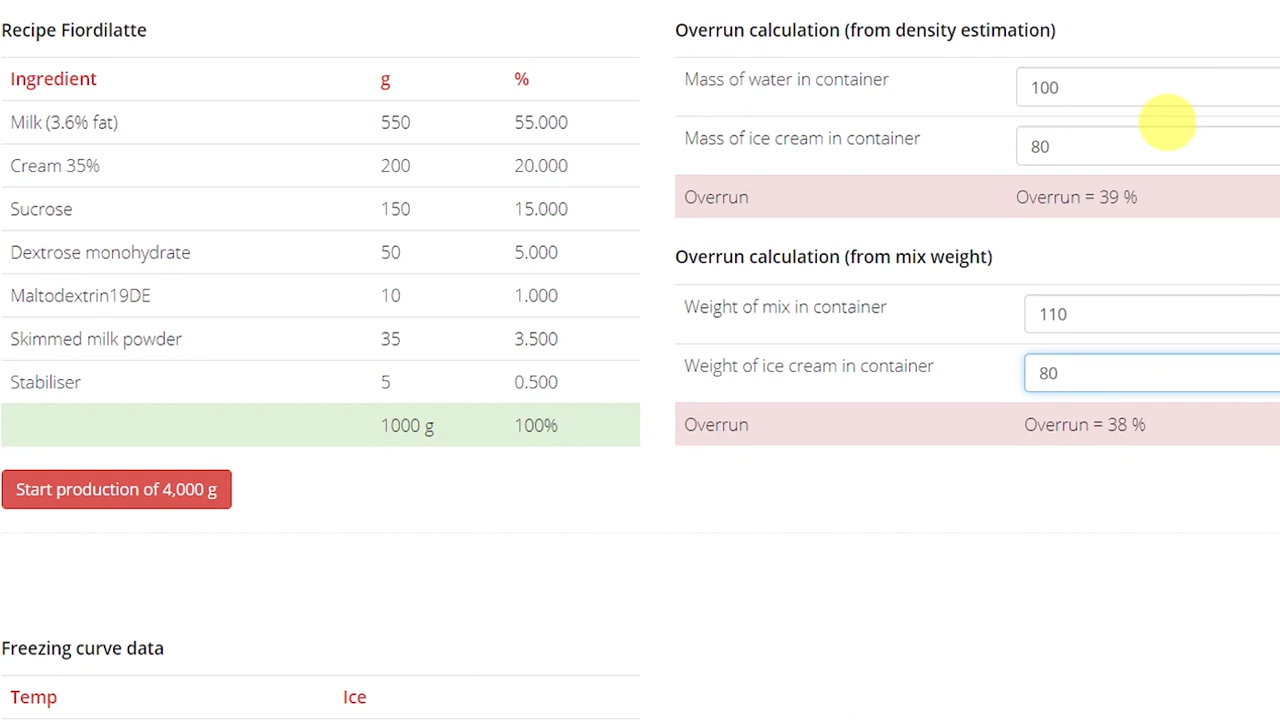 Recipe Fiordilatte
Ingredient g %
Milk (3.6% fat) 550 55.000
Cream 35% 200 20.000
Sucrose 150 15.000
Dextrose monohydrate 50 5.000
Maltodextrin19DE 10 1.000
Skimmed milk powder 35 3.500
Stabiliser 5 0.500
1000 g 100%
Start production of 4,000 g
Overrun calculation (from density estimation)
Mass of water in container 100
Mass of ice cream in container 80
Overrun Overrun = 39 %
Overrun calculation (from mix weight)
Weight of mix in container 110
Weight of ice cream in container 80
Overrun Overrun = 38 %
Freezing curve data
Temp Ice